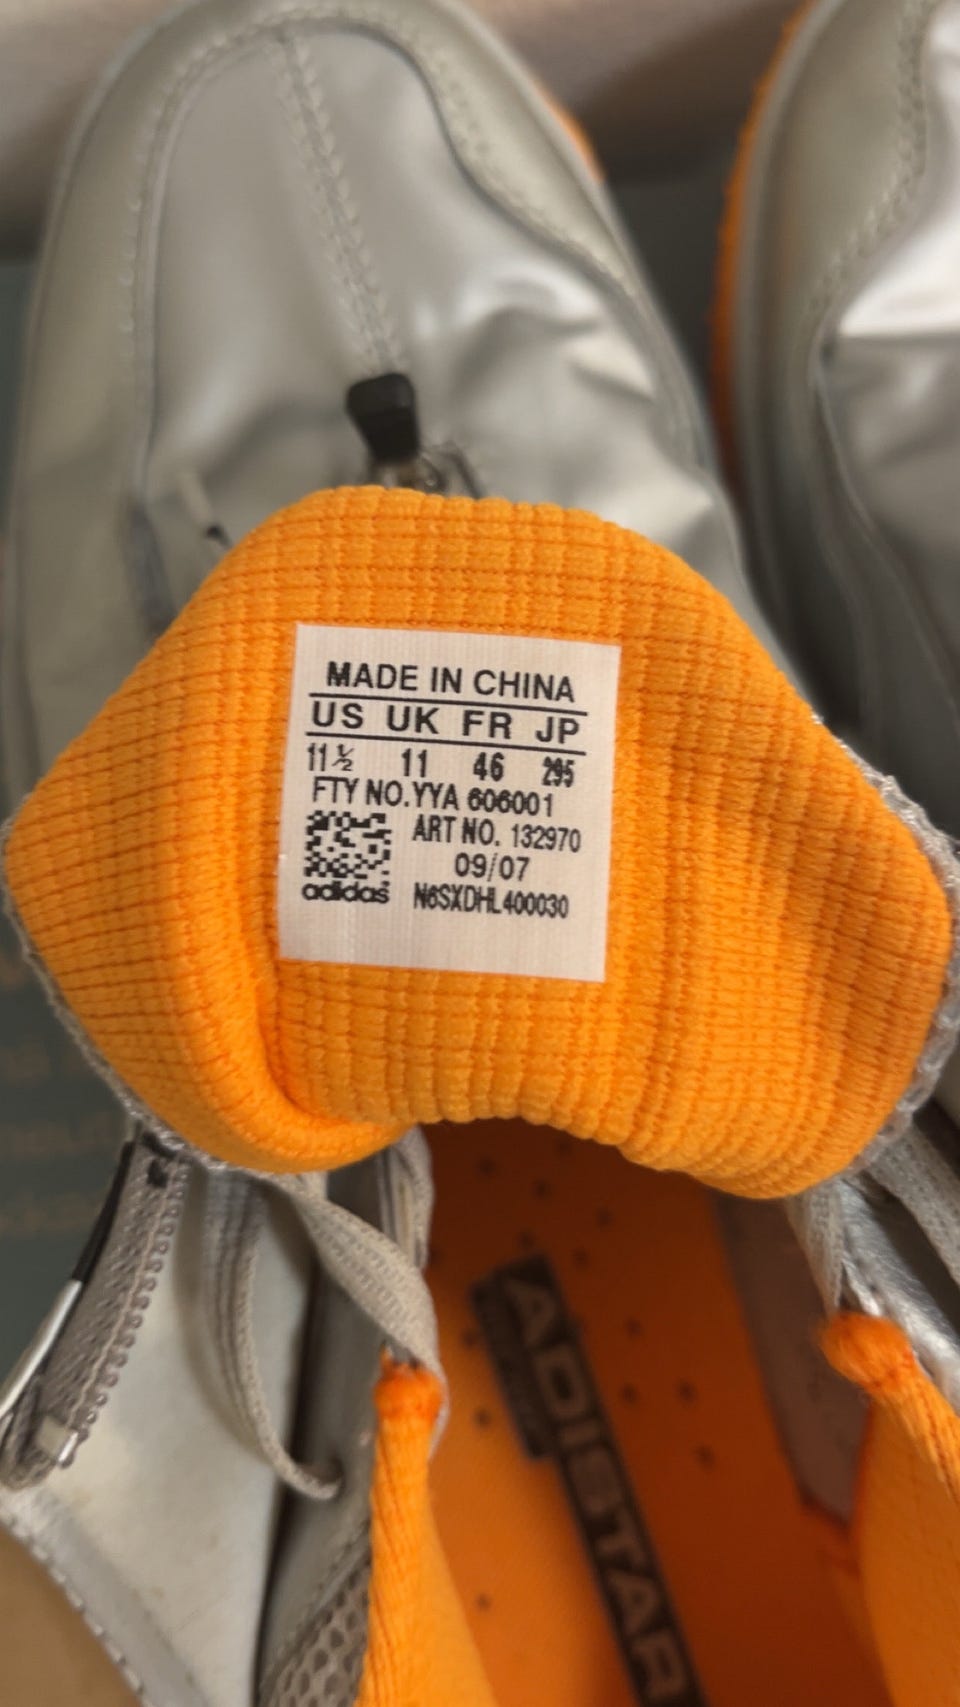 MADE IN CHINA
US UK FR JP
11½ 11 46 295
FTY NO.YYA 606001
ART NO. 132970
09/07
adidas N6SXDHL400030
ADISTAR